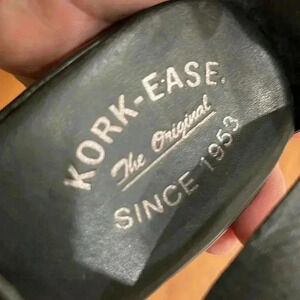 KORK-EASE.
The Original
SINCE 1953